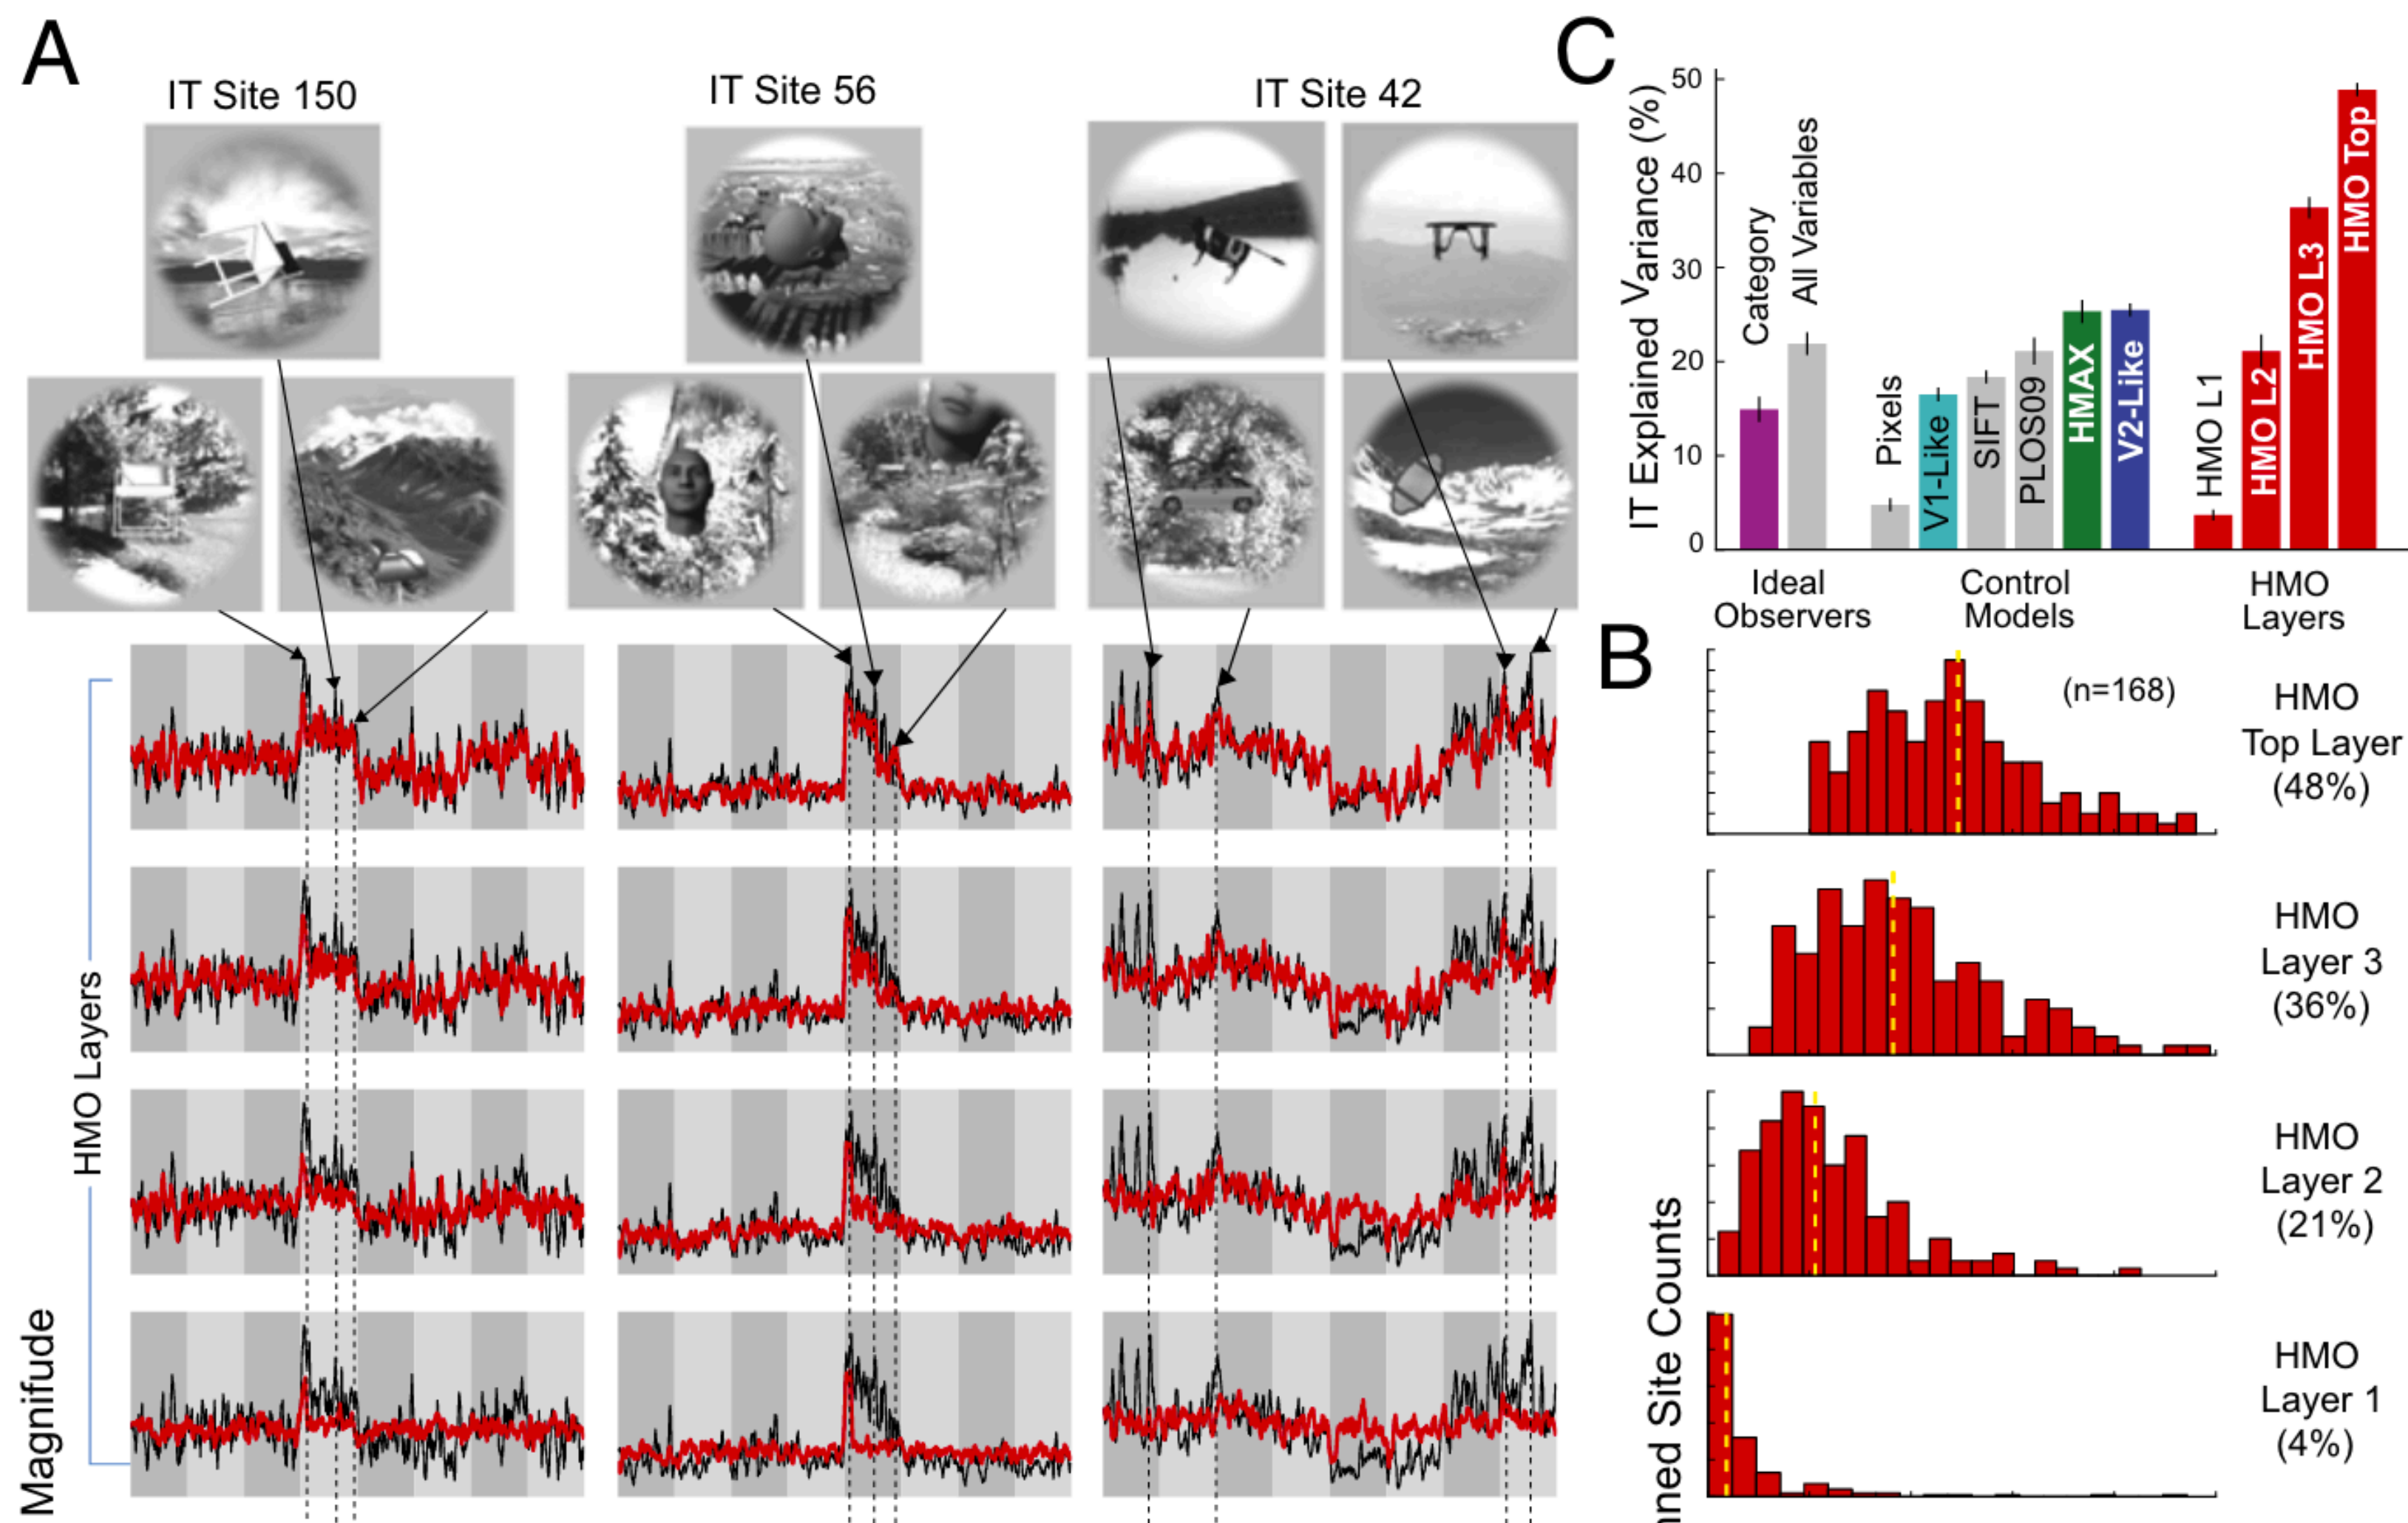 A
IT Site 150
IT Site 56
IT Site 42
HMO Layers
Magnifude
C
IT Explained Variance (%)
50
40
30
20
10
0
Category
All Variables
Pixels
V1-Like
SIFT
PLOS09
HMAX
V2-Like
HMO L1
HMO L2
HMO L3
HMO Top
Ideal
Observers
Control
Models
HMO
Layers
B
(n=168)
HMO
Top Layer
(48%)
HMO
Layer 3
(36%)
HMO
Layer 2
(21%)
HMO
Layer 1
(4%)
Site Counts